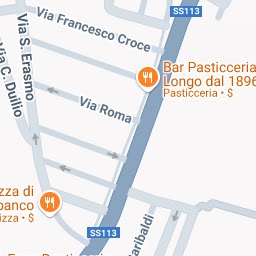 SS113
Via Francesco Croce
Via S. Erasmo
Via C. Duilio
Bar Pasticceria
Longo dal 1896
Pasticceria • $
Via Roma
zza di
banco
izza • $
aribaldi
SS113